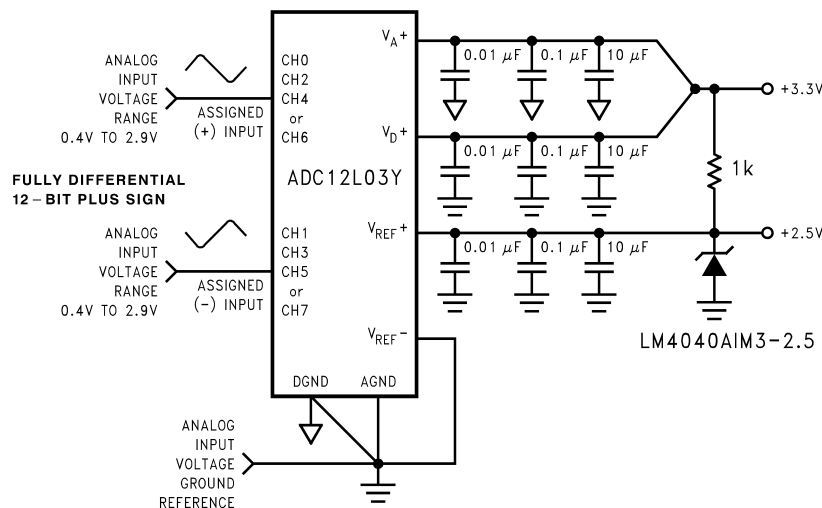 ANALOG
INPUT
VOLTAGE
RANGE
0.4V TO 2.9V
ASSIGNED
(+) INPUT
CH0
CH2
CH4
or
CH6
FULLY DIFFERENTIAL
12-BIT PLUS SIGN
ANALOG
INPUT
VOLTAGE
RANGE
0.4V TO 2.9V
ASSIGNED
(-) INPUT
CH1
CH3
CH5
or
CH7
ADC12L03Y
VA+
VD+
VREF+
VREF-
DGND AGND
0.01 μF 0.1 μF 10 μF
0.01 μF 0.1 μF 10 μF
0.01 μF 0.1 μF 10 μF
+3.3V
1k
+2.5V
LM4040AIM3-2.5
ANALOG
INPUT
VOLTAGE
GROUND
REFERENCE